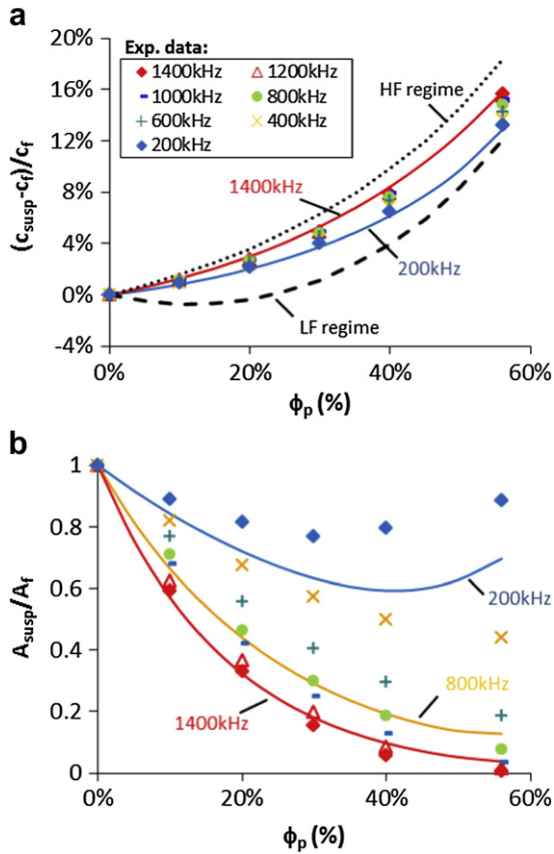 a
20%
16%
12%
8%
4%
0%
-4%
(csusp-cf)/cf
Exp. data:
1400kHz 1200kHz
1000kHz 800kHz
600kHz 400kHz
200kHz
HF regime
1400kHz
200kHz
LF regime
0% 20% 40% 60%
ϕp (%)
b
1
0.8
0.6
0.4
0.2
0
Asusp/Af
200kHz
800kHz
1400kHz
0% 20% 40% 60%
ϕp (%)